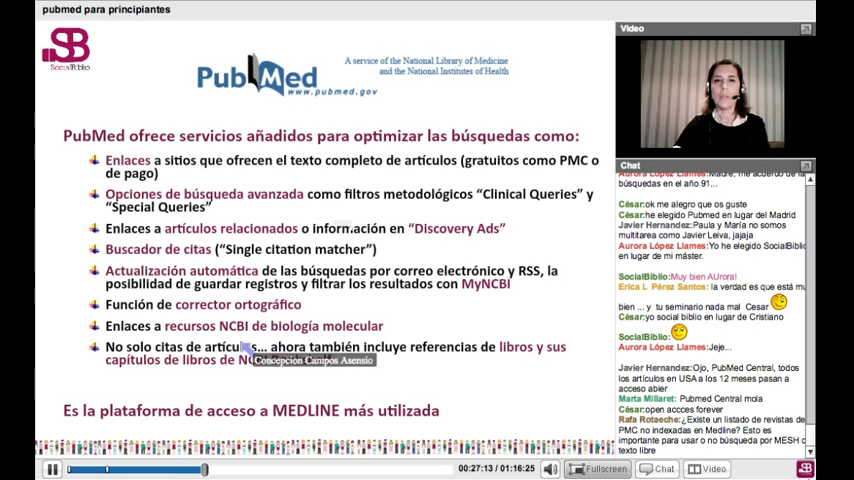 pubmed para principiantes
SB
SocialBiblio
PubMed
www.pubmed.gov
A service of the National Library of Medicine
and the National Institutes of Health
PubMed ofrece servicios añadidos para optimizar las búsquedas como:
Enlaces a sitios que ofrecen el texto completo de artículos (gratuitos como PMC o
de pago)
Opciones de búsqueda avanzada como filtros metodológicos “Clinical Queries” y
“Special Queries”
Enlaces a artículos relacionados o información en “Discovery Ads”
Buscador de citas (“Single citation matcher”)
Actualización automática de las búsquedas por correo electrónico y RSS, la
posibilidad de guardar registros y filtrar los resultados con MyNCBI
Función de corrector ortográfico
Enlaces a recursos NCBI de biología molecular
No solo citas de artículos... ahora también incluye referencias de libros y sus
capítulos de libros de
Concepcion Campos Asensio
Es la plataforma de acceso a MEDLINE más utilizada
00:27:13 / 01:16:25
Fullscreen
Chat
Video
Video
Chat
Aurora López Llames:Madre, me acuerdo de
búsquedas en el año 91...
César:ok me alegro que os guste
César:he elegido Pubmed en lugar del Madrid
Javier Hernandez:Paula y María no somos
multitarea como Javier Leiva, jajaja
Aurora López Llames:Yo he elegido SocialBiblio
en lugar de mi máster.
SocialBiblio:Muy bien AUrora!
Erica L Pérez Santos: la verdad es que está mu
bien ... y tu seminario nada mal Cesar
César:yo social biblio en lugar de Cristiano
SocialBiblio:
Aurora López Llames:Jeje...
Javier Hernandez:Ojo, PubMed Central, todos
los artículos en USA a los 12 meses pasan a
acceso abier
Marta Millaret: Pubmed Central mola
César:open accces forever
Rafa Rotaeche:¿Existe un listado de revistas de
PMC no indexadas en Medline? Esto es
importante para usar o no búsqueda por MESH o
texto libre
SB